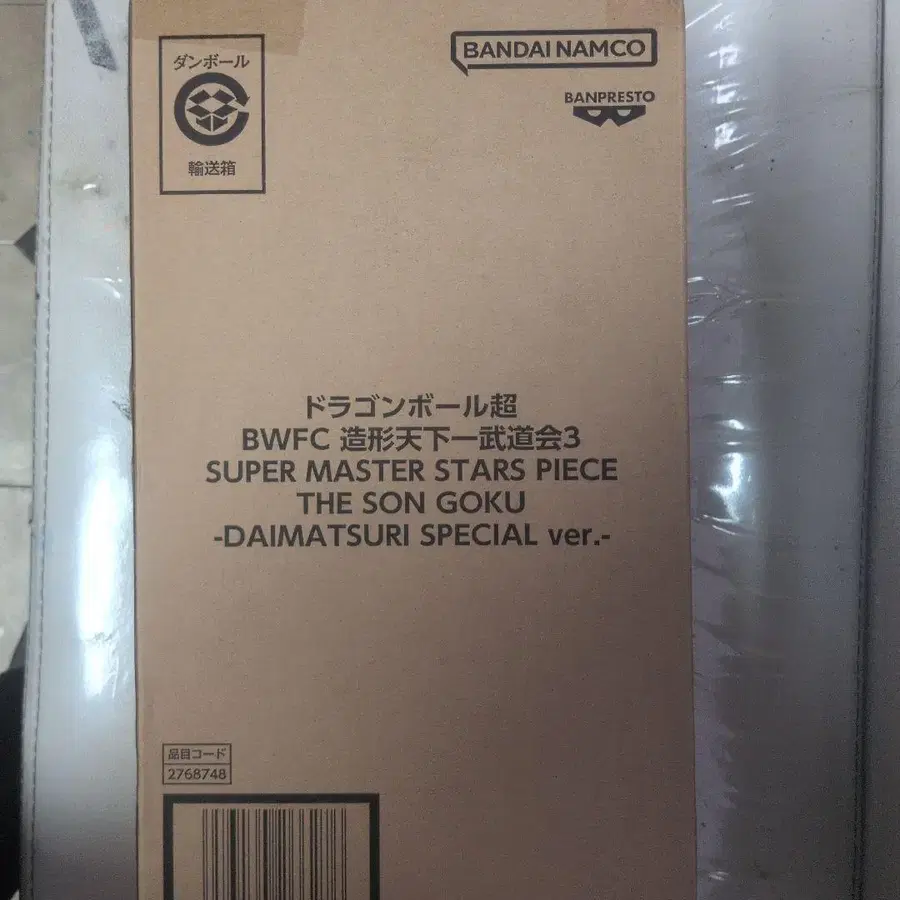 ダンボール
輸送箱
BANDAI NAMCO
BANPRESTO
ドラゴンボール超
BWFC 造形天下一武道会3
SUPER MASTER STARS PIECE
THE SON GOKU
-DAIMATSURI SPECIAL ver.-
品目コード
2768748